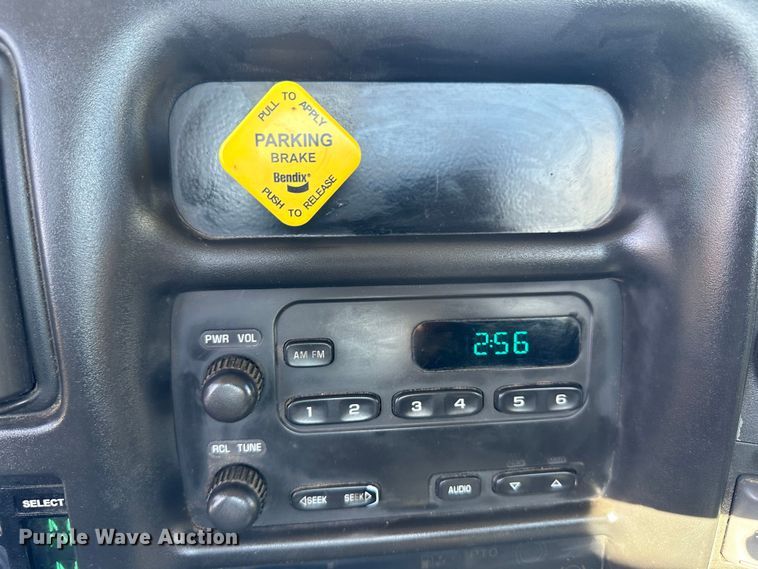 PULL TO APPLY
PARKING
BRAKE
Bendix®
PUSH TO RELEASE
PWR VOL
AM FM
2:56
1 2 3 4 5 6
RCL TUNE
SEEK SEEK
AUDIO
SELECT
PTO
Purple Wave Auction